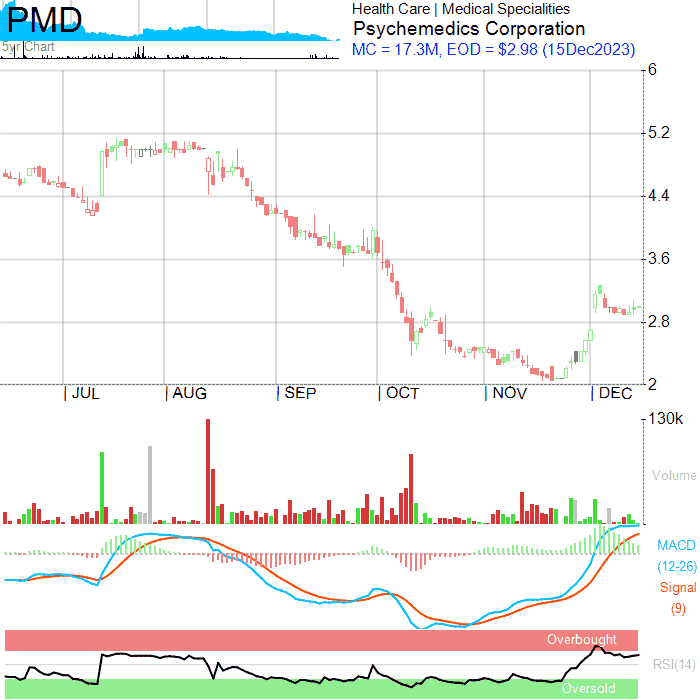 PMD
5yr Chart
Health Care | Medical Specialities
Psychemedics Corporation
MC = 17.3M, EOD = $2.98 (15Dec2023)
6
5.2
4.4
3.6
2.8
2
JUL AUG SEP OCT NOV DEC
130k
Volume
MACD
(12-26)
Signal
(9)
Overbought
RSI(14)
Oversold